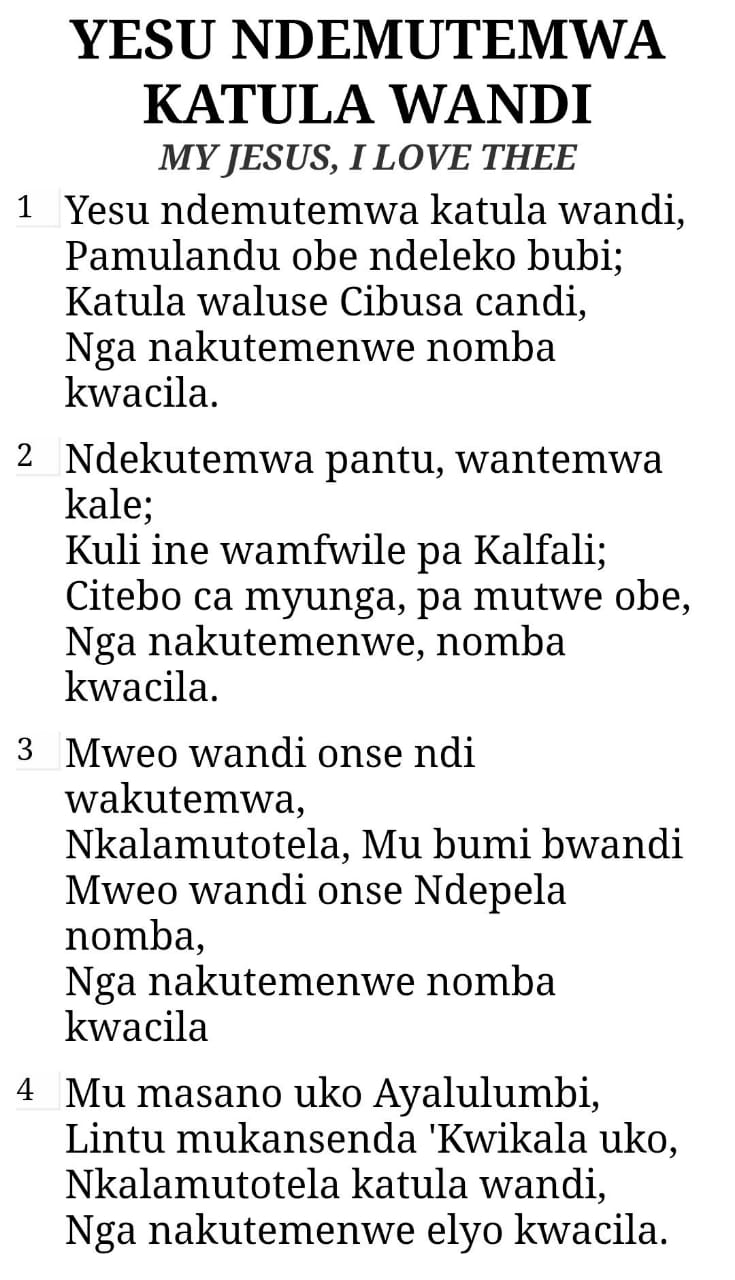 YESU NDEMUTEMWA
KATULA WANDI
MY JESUS, I LOVE THEE
1 Yesu ndemutemwa katula wandi,
Pamulandu obe ndeleko bubi;
Katula waluse Cibusa candi,
Nga nakutemenwe nomba
kwacila.
2 Ndekutemwa pantu, wantemwa
kale;
Kuli ine wamfwile pa Kalfali;
Citebo ca myunga, pa mutwe obe,
Nga nakutemenwe, nomba
kwacila.
3 Mweo wandi onse ndi
wakutemwa,
Nkalamutotela, Mu bumi bwandi
Mweo wandi onse Ndepela
nomba,
Nga nakutemenwe nomba
kwacila
4 Mu masano uko Ayalulumbi,
Lintu mukansenda 'Kwikala uko,
Nkalamutotela katula wandi,
Nga nakutemenwe elyo kwacila.